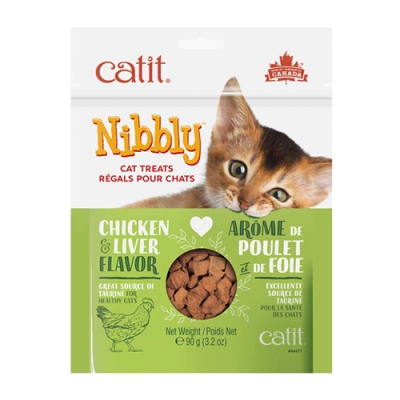 catit®
CANADA
Nibbly™
CAT TREATS
RÉGALS POUR CHATS
CHICKEN
& LIVER
FLAVOR
GREAT SOURCE OF
TAURINE FOR
HEALTHY CATS
ARÔME DE
POULET
et DE FOIE
EXCELLENTE
SOURCE DE
TAURINE
POUR LA SANTÉ
DES CHATS
Net Weight / Poids Net
℮ 90 g (3.2 oz)
catit®